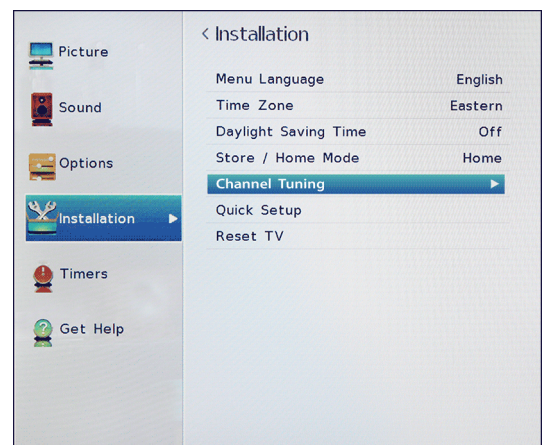 Picture
Sound
Options
Installation
Timers
Get Help
< Installation
Menu Language English
Time Zone Eastern
Daylight Saving Time Off
Store / Home Mode Home
Channel Tuning
Quick Setup
Reset TV